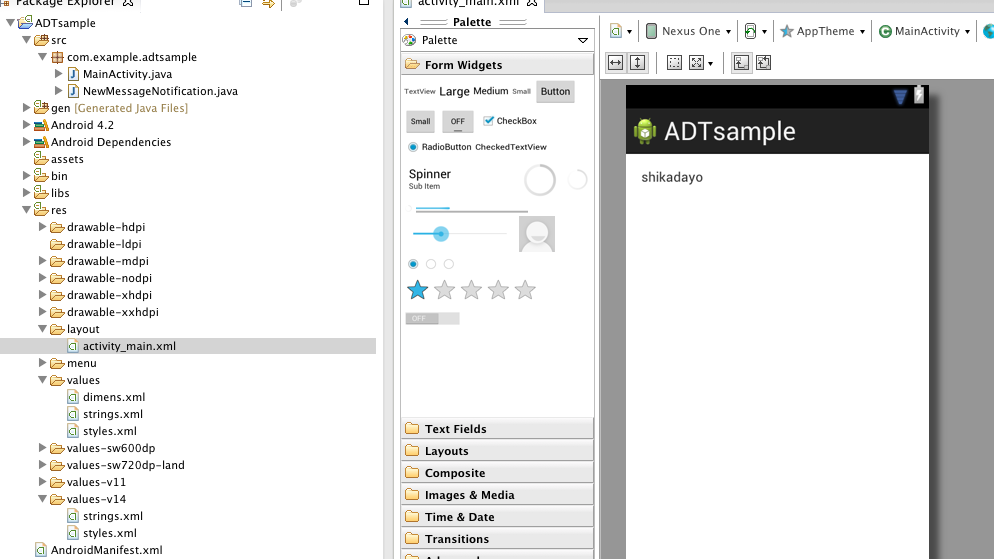 Package Explorer
ADTsample
src
com.example.adtsample
MainActivity.java
NewMessageNotification.java
gen [Generated Java Files]
Android 4.2
Android Dependencies
assets
bin
libs
res
drawable-hdpi
drawable-ldpi
drawable-mdpi
drawable-nodpi
drawable-xhdpi
drawable-xxhdpi
layout
activity_main.xml
menu
values
dimens.xml
strings.xml
styles.xml
values-sw600dp
values-sw720dp-land
values-v11
values-v14
strings.xml
styles.xml
AndroidManifest.xml
activity_main.xml
Palette
Palette
Form Widgets
TextView Large Medium Small Button
Small OFF CheckBox
RadioButton CheckedTextView
Spinner
Sub Item
OFF
Text Fields
Layouts
Composite
Images & Media
Time & Date
Transitions
Nexus One AppTheme MainActivity
ADTsample
shikadayo